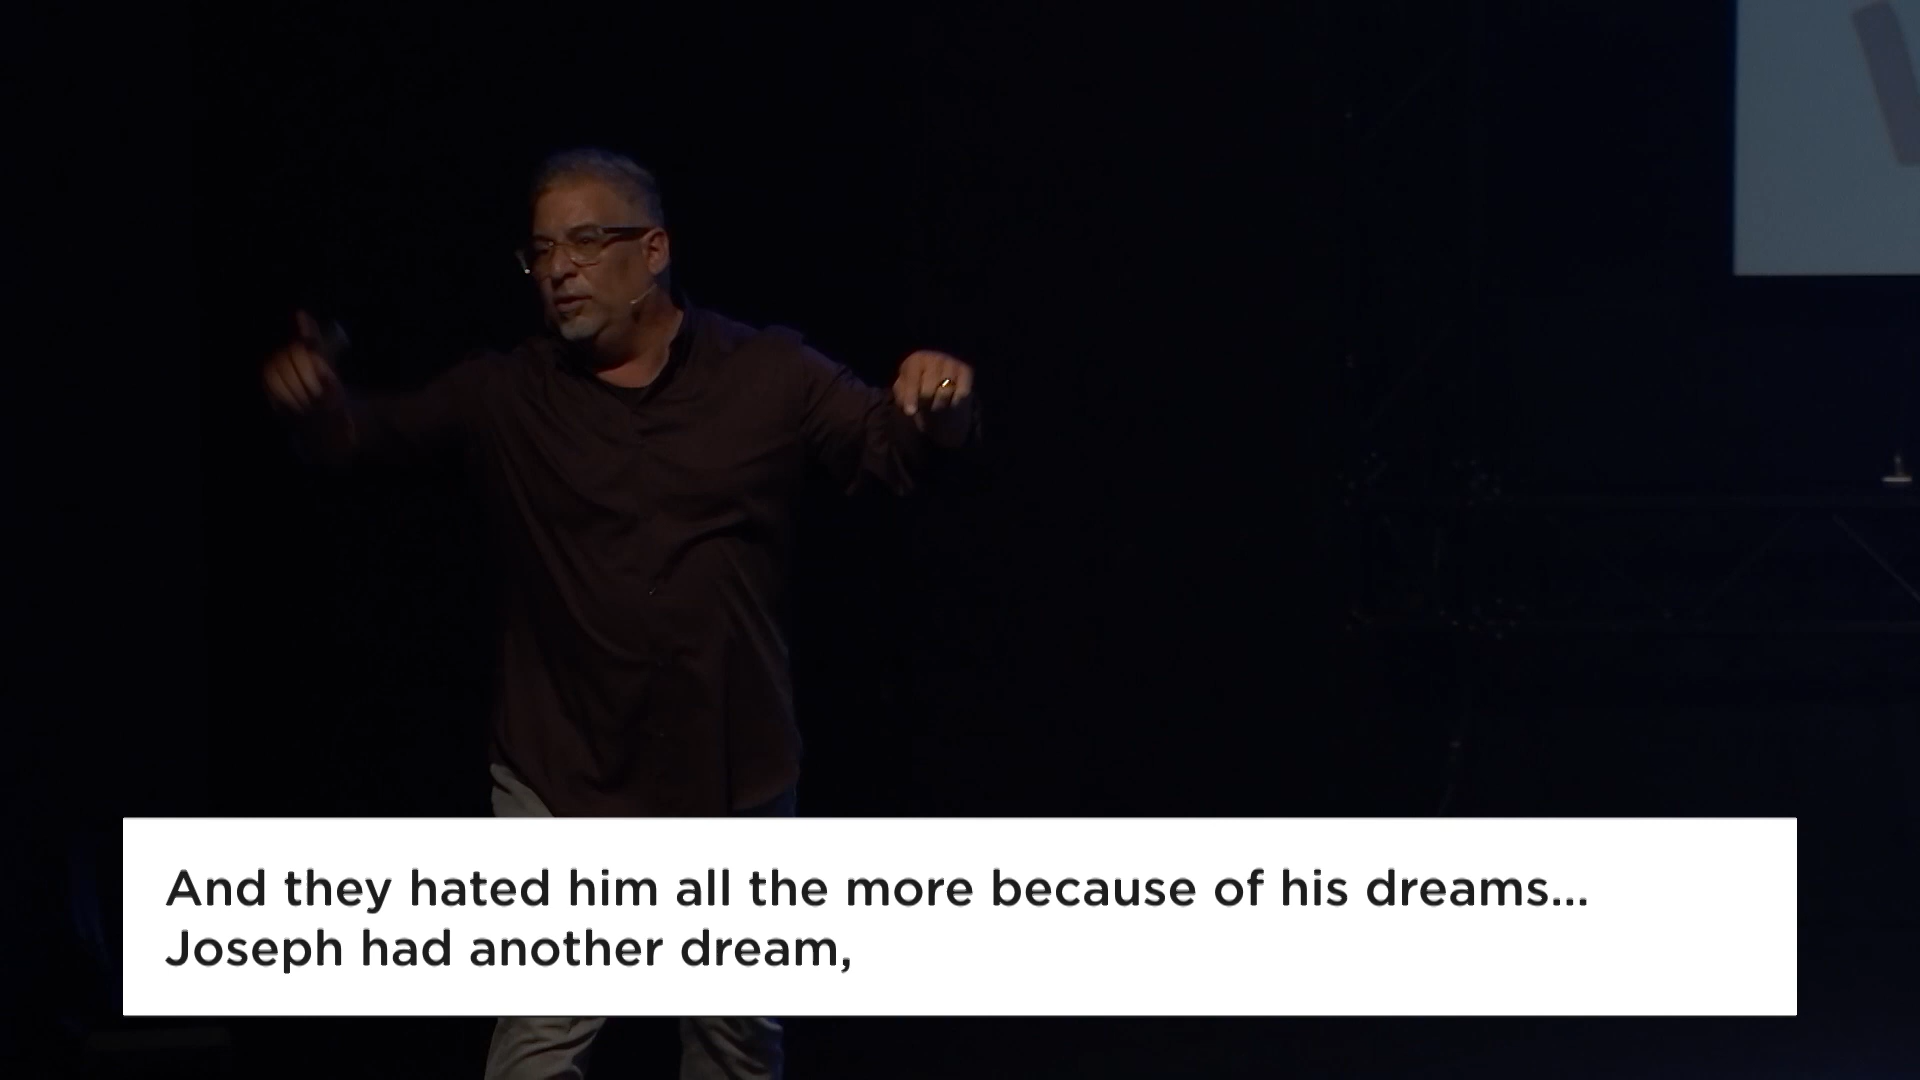 And they hated him all the more because of his dreams...
Joseph had another dream,